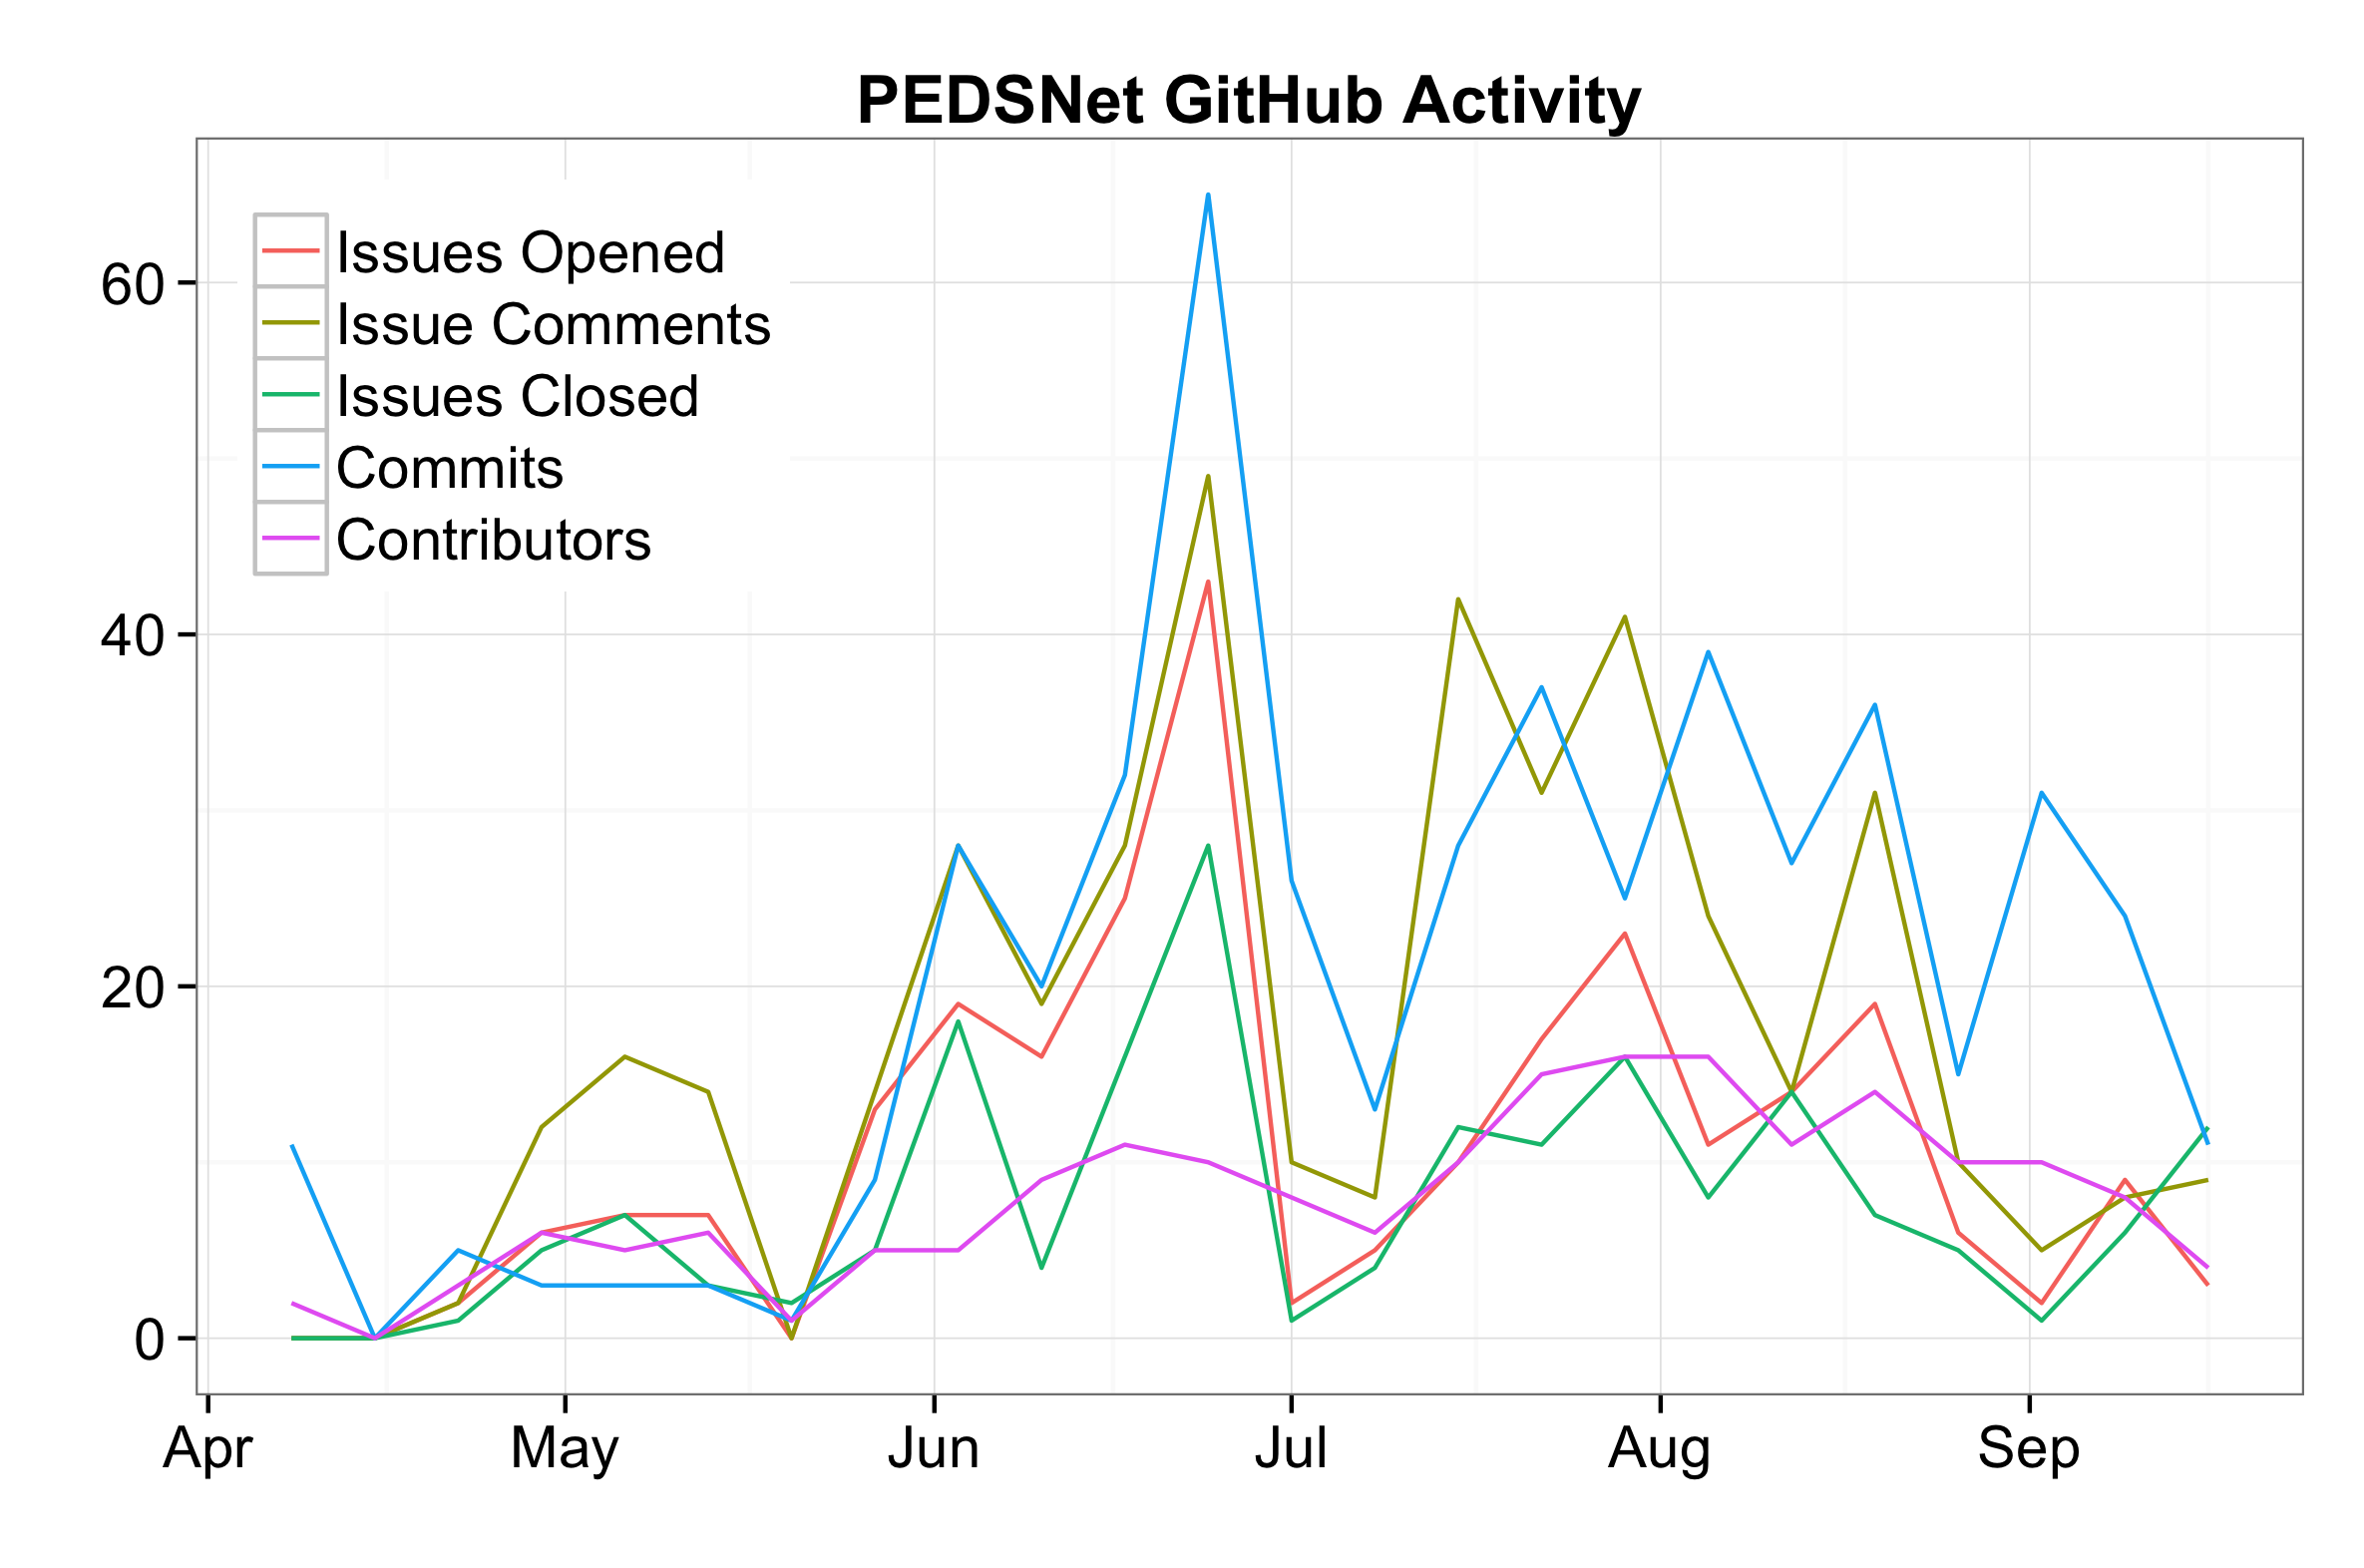 PEDSNet GitHub Activity
Issues Opened
Issue Comments
Issues Closed
Commits
Contributors
60
40
20
0
Apr May Jun Jul Aug Sep